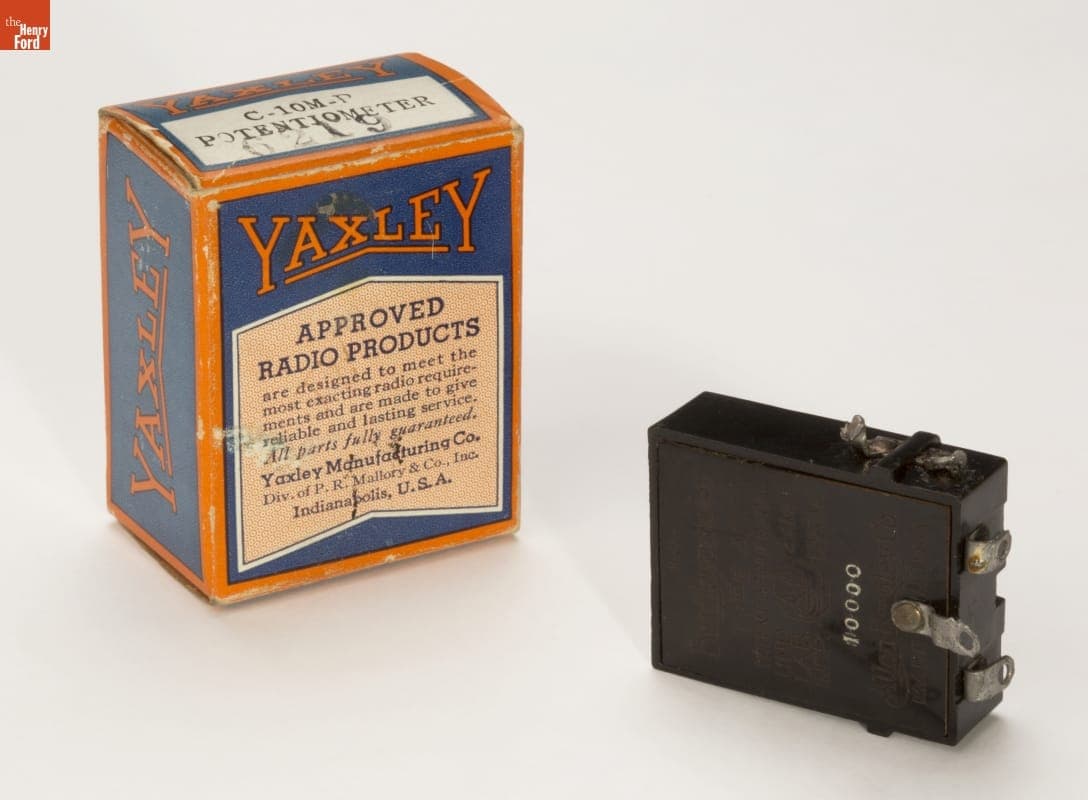 the
Henry
Ford
YAXLEY
C-10M-P
POTENTIOMETER
YAXLEY
YAXLEY
APPROVED
RADIO PRODUCTS
are designed to meet the
most exacting radio require-
ments and are made to give
reliable and lasting service.
All parts fully guaranteed.
Yaxley Manufacturing Co.
Div. of P. R. Mallory & Co., Inc.
Indianapolis, U.S.A.
10000